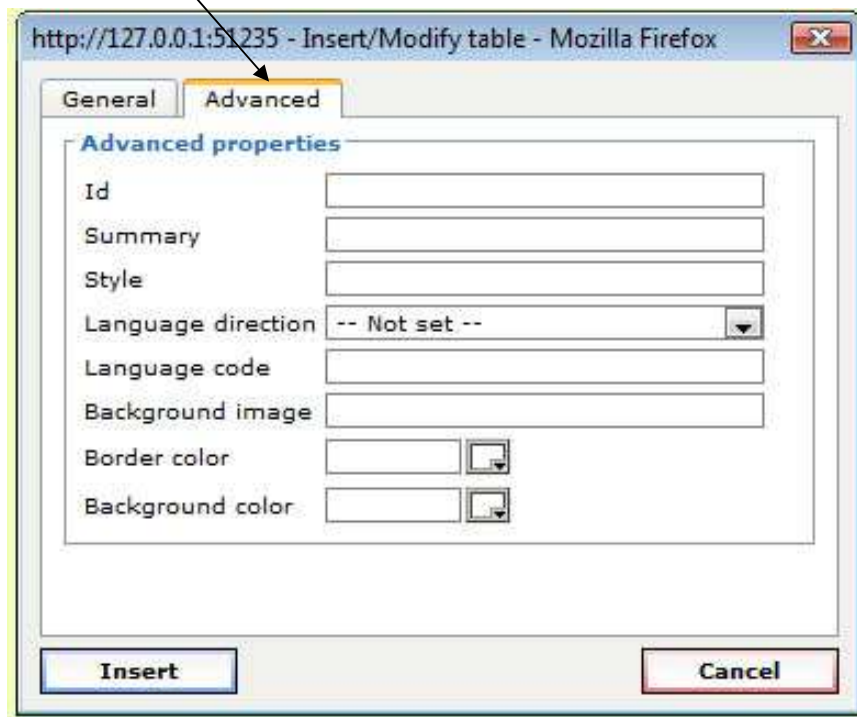 http://127.0.0.1:51235 - Insert/Modify table - Mozilla Firefox
General Advanced
Advanced properties
Id
Summary
Style
Language direction -- Not set --
Language code
Background image
Border color
Background color
Insert Cancel